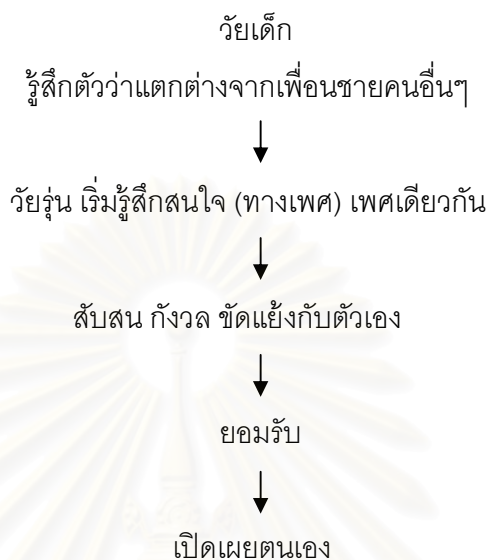 วัยเด็ก
รู้สึกตัวว่าแตกต่างจากเพื่อนชายคนอื่นๆ
วัยรุ่น เริ่มรู้สึกสนใจ (ทางเพศ) เพศเดียวกัน
สับสน กังวล ขัดแย้งกับตัวเอง
ยอมรับ
เปิดเผยตนเอง